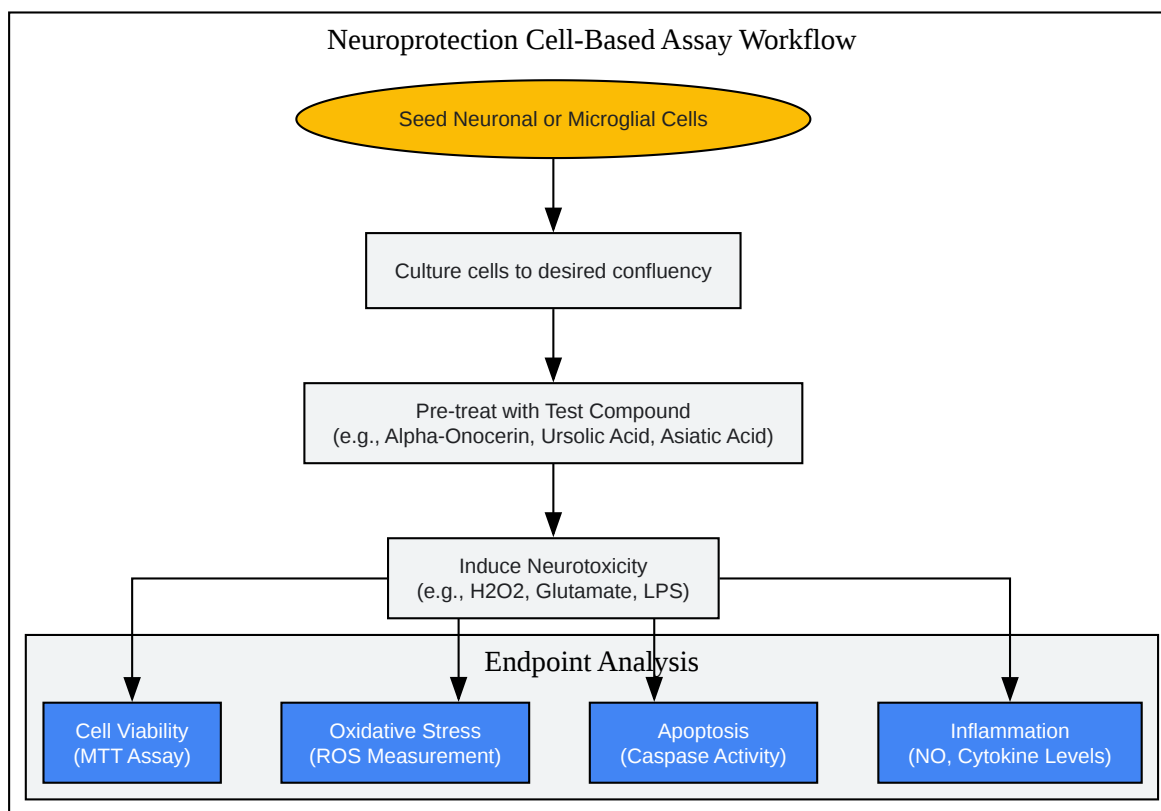 Neuroprotection Cell-Based Assay Workflow
Seed Neuronal or Microglial Cells
Culture cells to desired confluency
Pre-treat with Test Compound
(e.g., Alpha-Onocerin, Ursolic Acid, Asiatic Acid)
Induce Neurotoxicity
(e.g., H2O2, Glutamate, LPS)
Endpoint Analysis
Cell Viability
(MTT Assay)
Oxidative Stress
(ROS Measurement)
Apoptosis
(Caspase Activity)
Inflammation
(NO, Cytokine Levels)